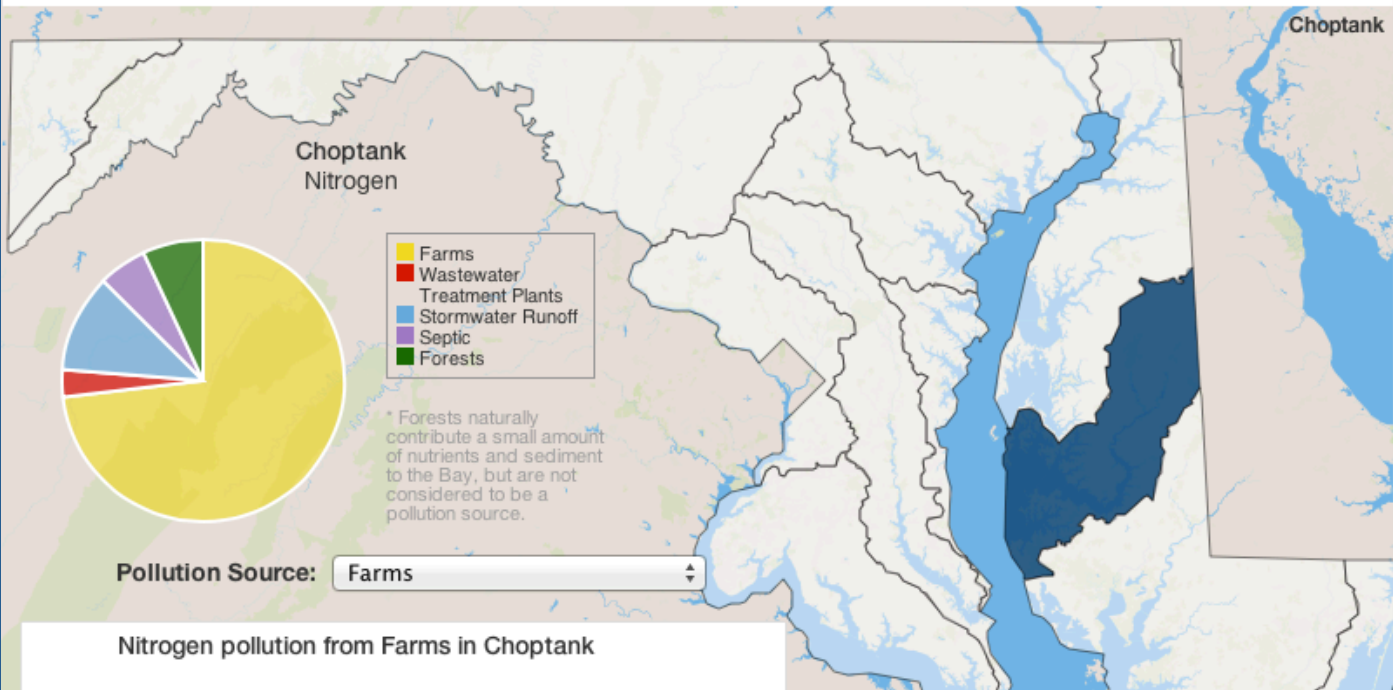 Choptank
Choptank
Nitrogen
Farms
Wastewater
Treatment Plants
Stormwater Runoff
Septic
Forests
* Forests naturally
contribute a small amount
of nutrients and sediment
to the Bay, but are not
considered to be a
pollution source.
Pollution Source: Farms
Nitrogen pollution from Farms in Choptank